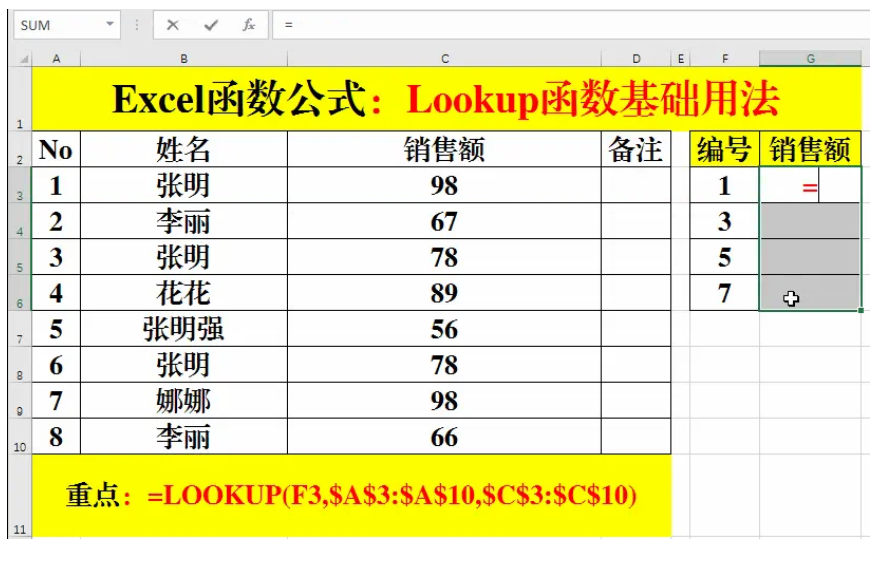 SUM fx =
A B C D E F G
1 Excel函数公式：Lookup函数基础用法
2 No 姓名 销售额 备注 编号 销售额
3 1 张明 98 1 =
4 2 李丽 67 3
5 3 张明 78 5
6 4 花花 89 7
7 5 张明强 56
8 6 张明 78
9 7 娜娜 98
10 8 李丽 66
11 重点：=LOOKUP(F3,$A$3:$A$10,$C$3:$C$10)